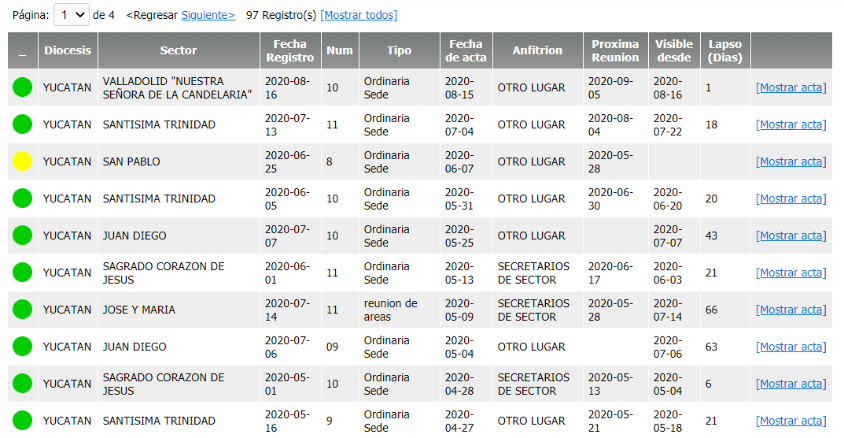 Página: 1 de 4 <Regresar Siguiente> 97 Registro(s) [Mostrar todos]
_ Diocesis Sector Fecha Registro Num Tipo Fecha de acta Anfitrion Proxima Reunion Visible desde Lapso (Dias)
YUCATAN VALLADOLID "NUESTRA SEÑORA DE LA CANDELARIA" 2020-08-16 10 Ordinaria Sede 2020-08-15 OTRO LUGAR 2020-09-05 2020-08-16 1 [Mostrar acta]
YUCATAN SANTISIMA TRINIDAD 2020-07-13 11 Ordinaria Sede 2020-07-04 OTRO LUGAR 2020-08-04 2020-07-22 18 [Mostrar acta]
YUCATAN SAN PABLO 2020-06-25 8 Ordinaria Sede 2020-06-07 OTRO LUGAR 2020-05-28 [Mostrar acta]
YUCATAN SANTISIMA TRINIDAD 2020-06-05 10 Ordinaria Sede 2020-05-31 OTRO LUGAR 2020-06-30 2020-06-20 20 [Mostrar acta]
YUCATAN JUAN DIEGO 2020-07-07 10 Ordinaria Sede 2020-05-25 OTRO LUGAR 2020-07-07 43 [Mostrar acta]
YUCATAN SAGRADO CORAZON DE JESUS 2020-06-01 11 Ordinaria Sede 2020-05-13 SECRETARIOS DE SECTOR 2020-06-17 2020-06-03 21 [Mostrar acta]
YUCATAN JOSE Y MARIA 2020-07-14 11 reunion de areas 2020-05-09 SECRETARIOS DE SECTOR 2020-05-28 2020-07-14 66 [Mostrar acta]
YUCATAN JUAN DIEGO 2020-07-06 09 Ordinaria Sede 2020-05-04 OTRO LUGAR 2020-07-06 63 [Mostrar acta]
YUCATAN SAGRADO CORAZON DE JESUS 2020-05-01 10 Ordinaria Sede 2020-04-28 SECRETARIOS DE SECTOR 2020-05-13 2020-05-04 6 [Mostrar acta]
YUCATAN SANTISIMA TRINIDAD 2020-05-16 9 Ordinaria Sede 2020-04-27 OTRO LUGAR 2020-05-21 2020-05-18 21 [Mostrar acta]